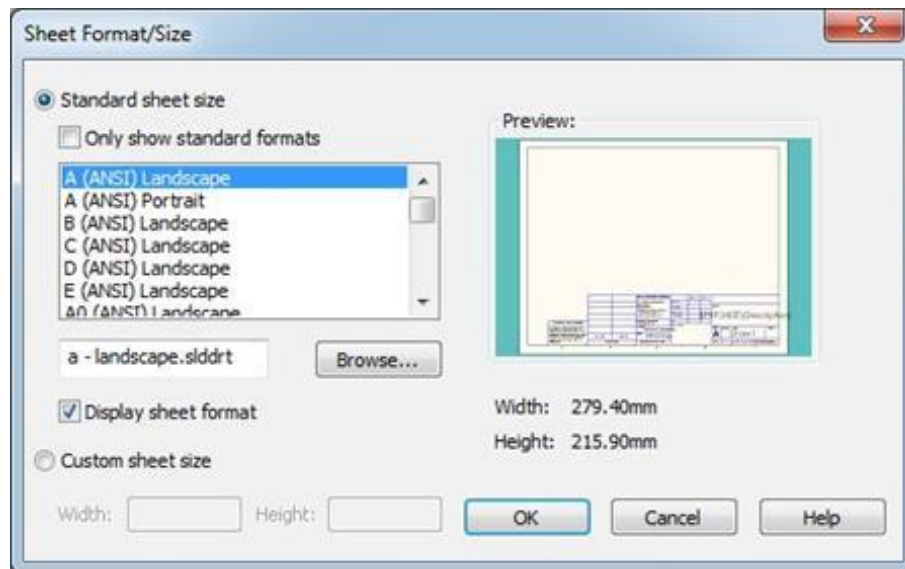 Sheet Format/Size
Standard sheet size
Only show standard formats
A (ANSI) Landscape
A (ANSI) Portrait
B (ANSI) Landscape
C (ANSI) Landscape
D (ANSI) Landscape
E (ANSI) Landscape
A0 (ANSI) Landscape
a - landscape.slddrt
Browse...
Display sheet format
Custom sheet size
Width:
Height:
Preview:
Width: 279.40mm
Height: 215.90mm
OK
Cancel
Help